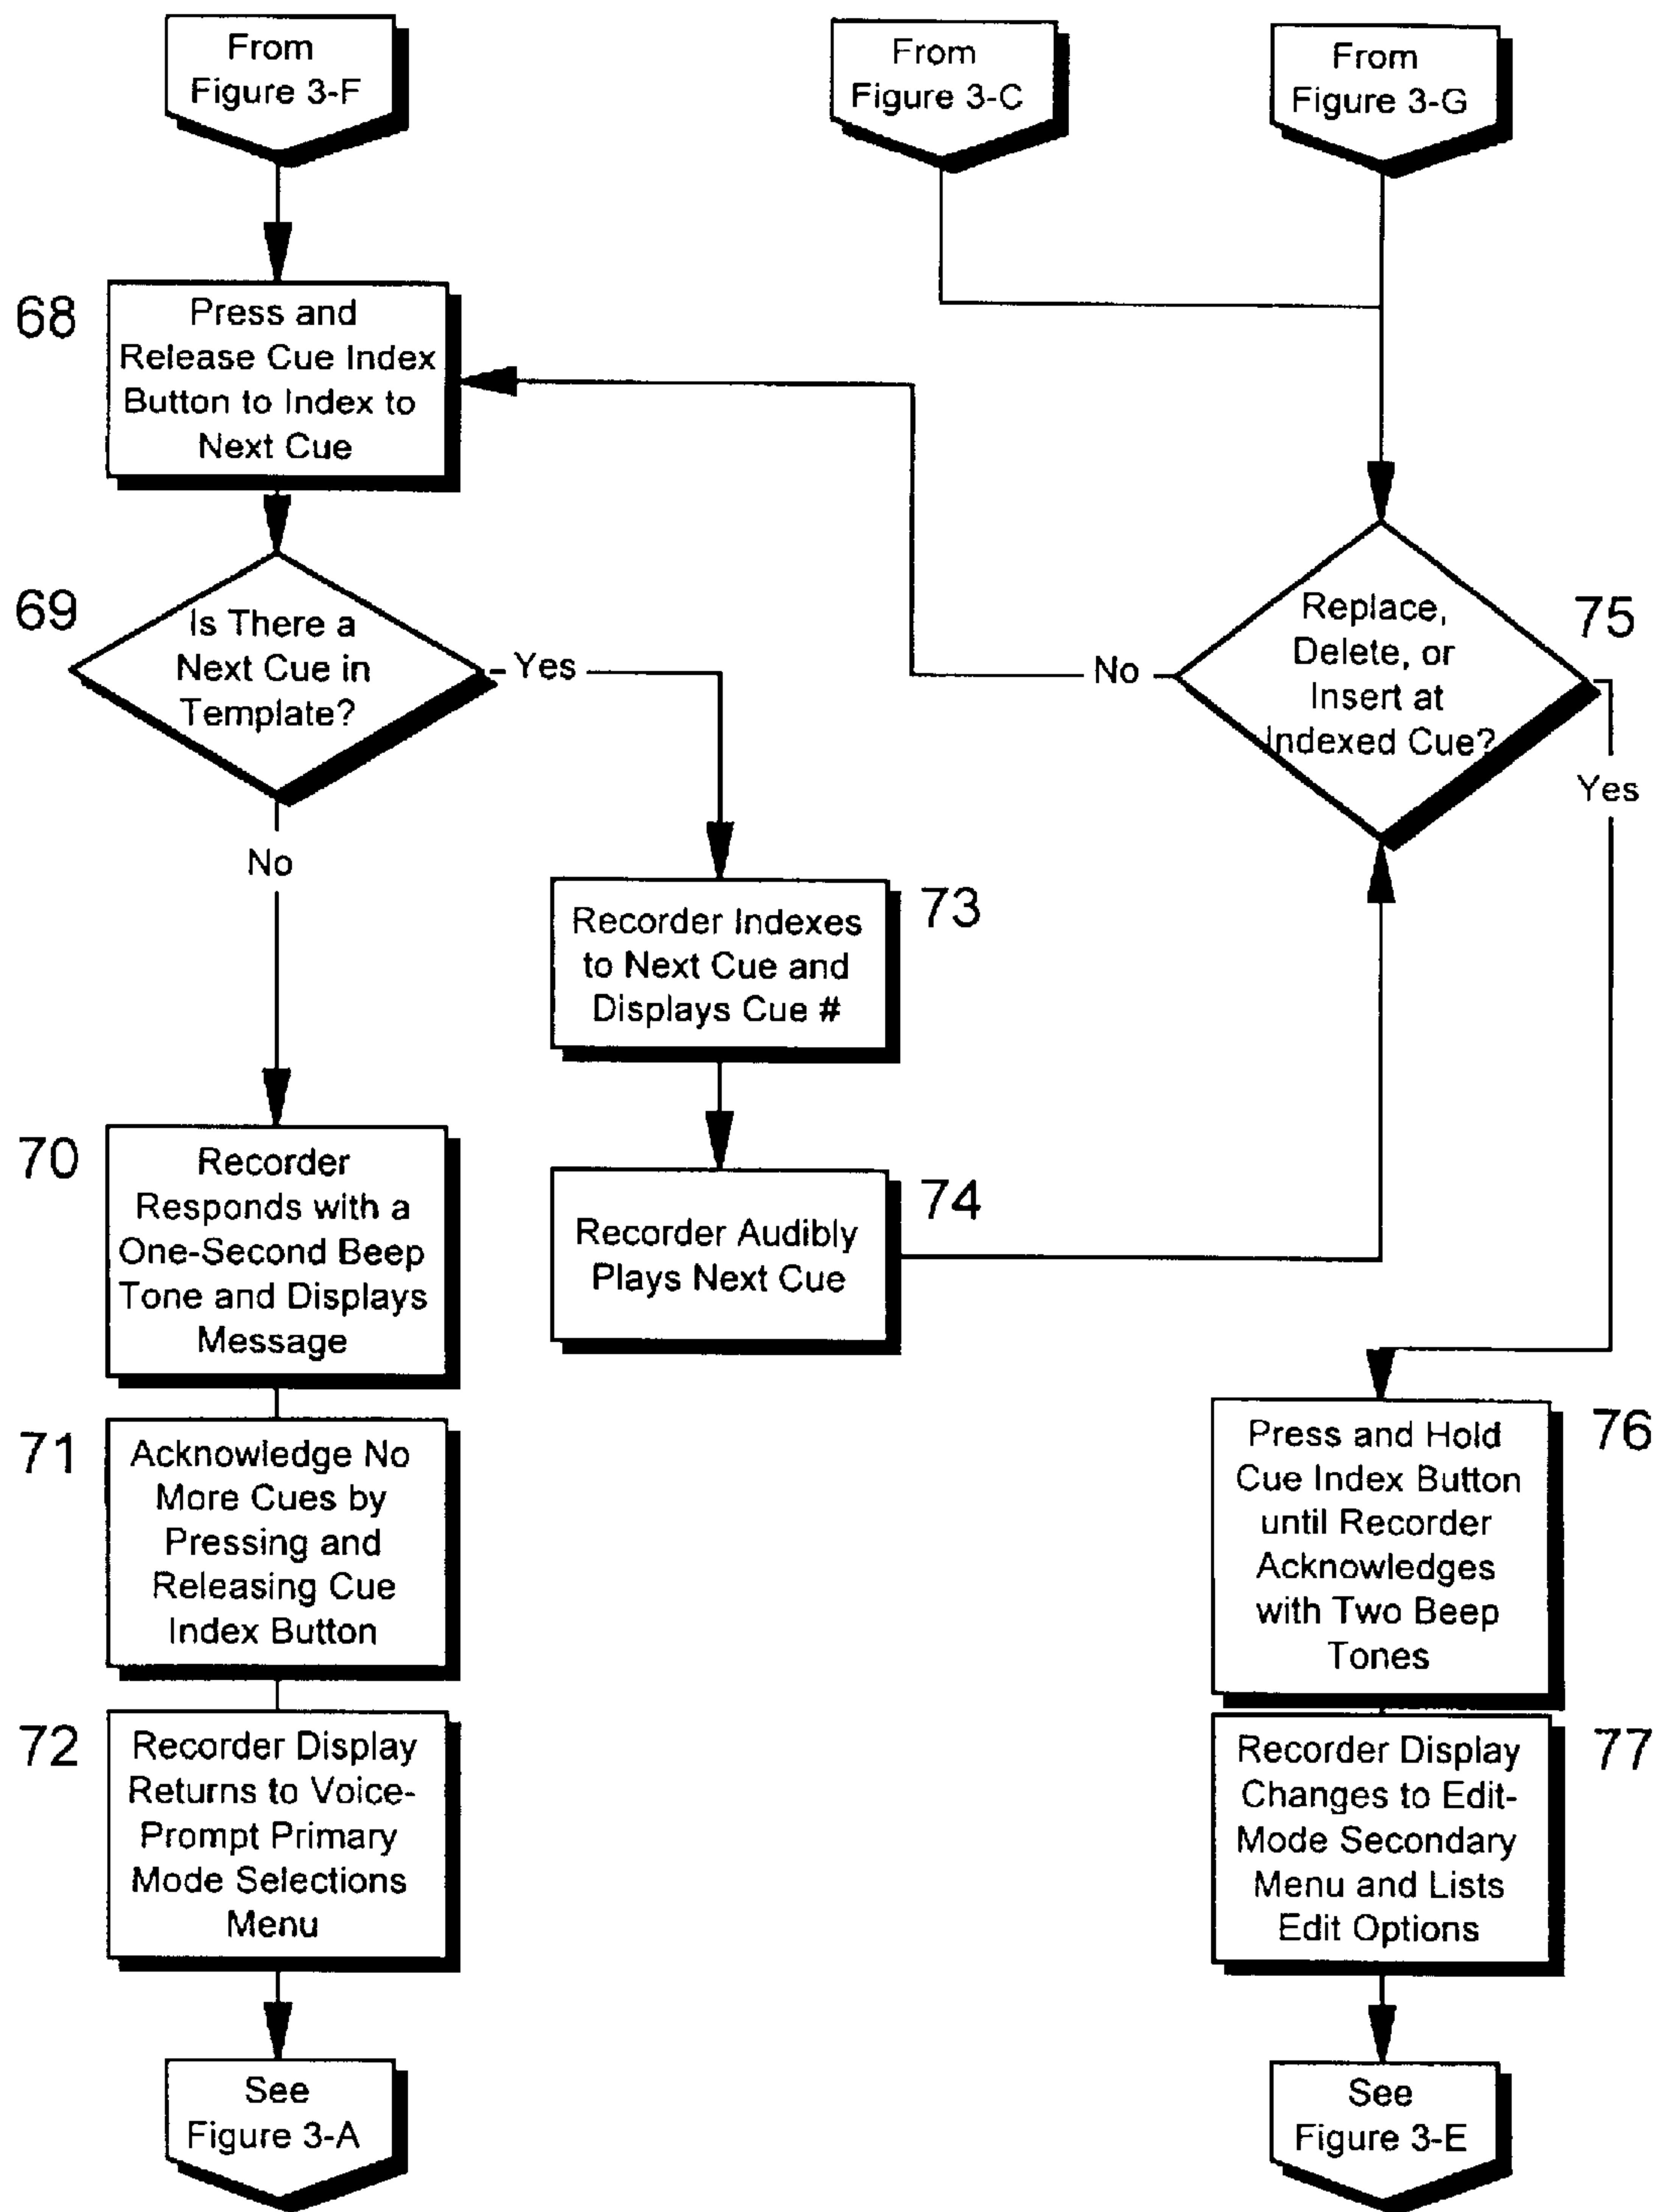 From
Figure 3-F
From
Figure 3-C
From
Figure 3-G
68
Press and
Release Cue Index
Button to Index to
Next Cue
69
Is There a
Next Cue in
Template?
Yes
No
75
Replace,
Delete, or
Insert at
Indexed Cue?
No
Yes
73
Recorder Indexes
to Next Cue and
Displays Cue #
74
Recorder Audibly
Plays Next Cue
70
Recorder
Responds with a
One-Second Beep
Tone and Displays
Message
71
Acknowledge No
More Cues by
Pressing and
Releasing Cue
Index Button
72
Recorder Display
Returns to Voice-
Prompt Primary
Mode Selections
Menu
See
Figure 3-A
76
Press and Hold
Cue Index Button
until Recorder
Acknowledges
with Two Beep
Tones
77
Recorder Display
Changes to Edit-
Mode Secondary
Menu and Lists
Edit Options
See
Figure 3-E